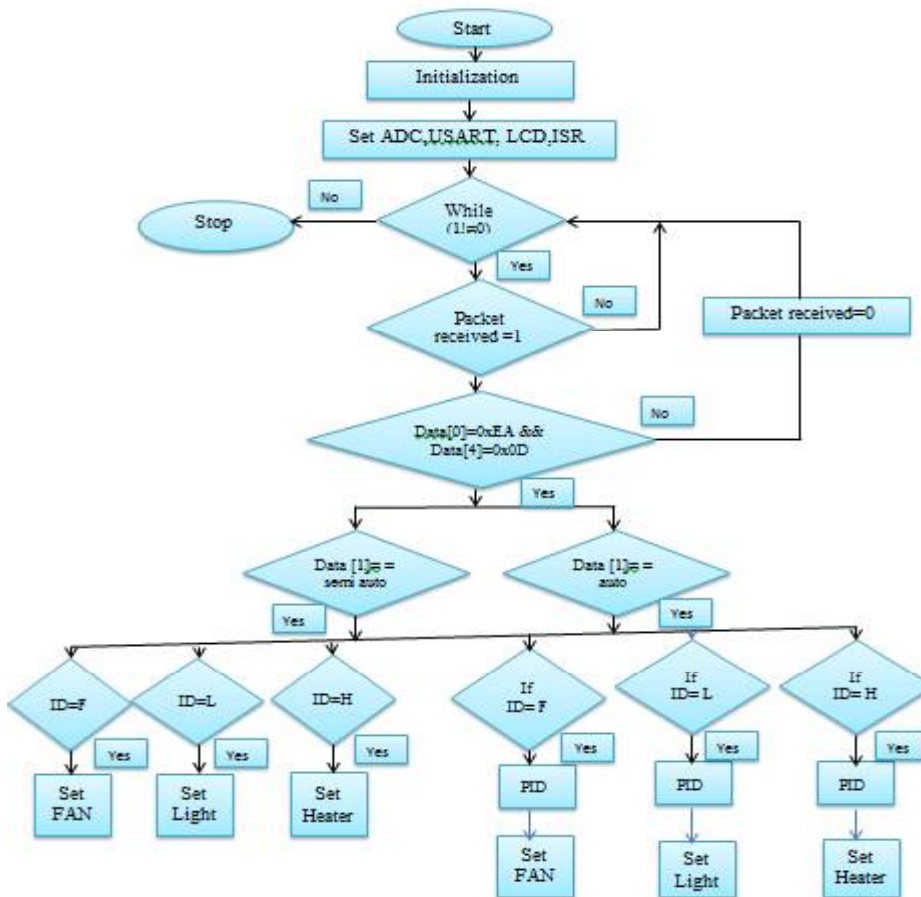 Start
Initialization
Set ADC,USART, LCD,ISR
No
While
(1!=0)
Stop
Yes
No
Packet
received =1
Packet received=0
No
Data[0]=0xEA &&
Data[4]=0x0D
Yes
Data [1]= =
semi auto
Data [1]= =
auto
Yes
Yes
ID=F
ID=L
ID=H
If
ID= F
If
ID= L
If
ID= H
Yes
Yes
Yes
Yes
Yes
Yes
Set
FAN
Set
Light
Set
Heater
PID
PID
PID
Set
FAN
Set
Light
Set
Heater